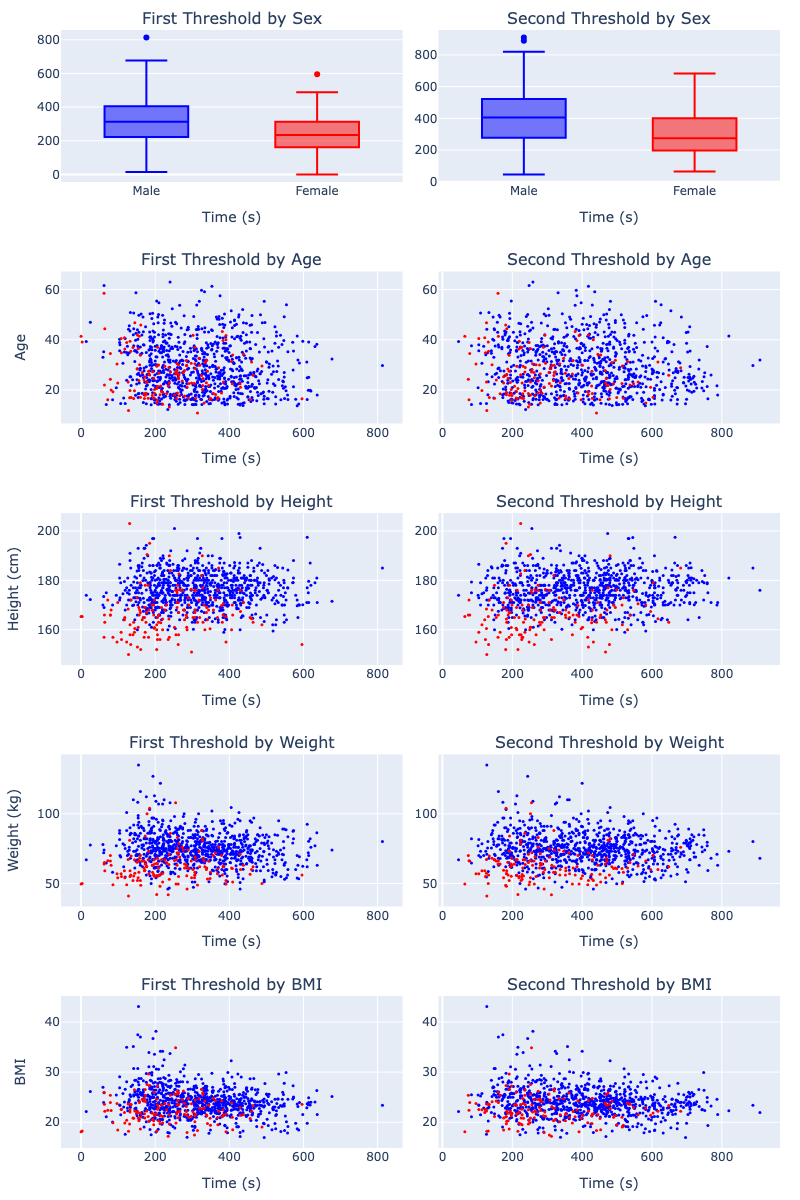 First Threshold by Sex
Second Threshold by Sex
800
600
400
200
0
Male
Female
Time (s)
800
600
400
200
0
Male
Female
Time (s)
First Threshold by Age
Second Threshold by Age
Age
60
40
20
0
200
400
600
800
Time (s)
60
40
20
0
200
400
600
800
Time (s)
First Threshold by Height
Second Threshold by Height
Height (cm)
200
180
160
0
200
400
600
800
Time (s)
200
180
160
0
200
400
600
800
Time (s)
First Threshold by Weight
Second Threshold by Weight
Weight (kg)
100
50
0
200
400
600
800
Time (s)
100
50
0
200
400
600
800
Time (s)
First Threshold by BMI
Second Threshold by BMI
BMI
40
30
20
0
200
400
600
800
Time (s)
40
30
20
0
200
400
600
800
Time (s)